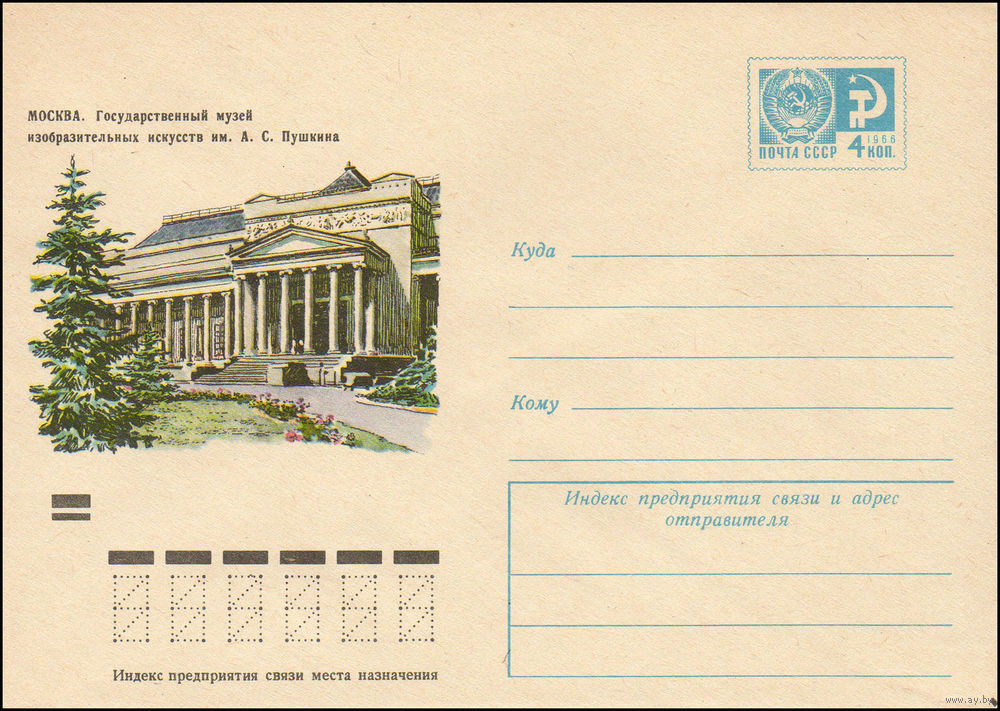 МОСКВА. Государственный музей
изобразительных искусств им. А. С. Пушкина
1966
ПОЧТА СССР 4 КОП.
Куда
Кому
Индекс предприятия связи и адрес
отправителя
Индекс предприятия связи места назначения
www.ay.by